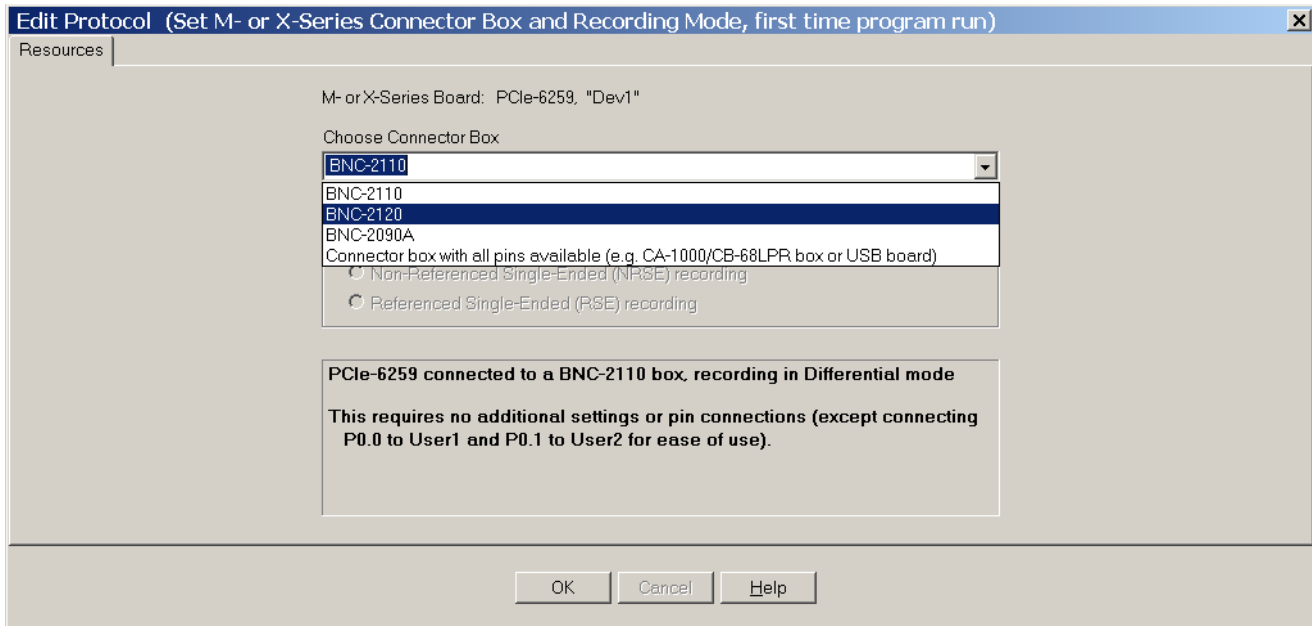 Edit Protocol  (Set M- or X-Series Connector Box and Recording Mode, first time program run)
Resources
M- or X-Series Board:  PCIe-6259,  "Dev1"
Choose Connector Box
BNC-2110
BNC-2110
BNC-2120
BNC-2090A
Connector box with all pins available (e.g. CA-1000/CB-68LPR box or USB board)
Non-Referenced Single-Ended (NRSE) recording
Referenced Single-Ended (RSE) recording
PCIe-6259 connected to a BNC-2110 box, recording in Differential mode
This requires no additional settings or pin connections (except connecting
P0.0 to User1 and P0.1 to User2 for ease of use).
OK Cancel Help